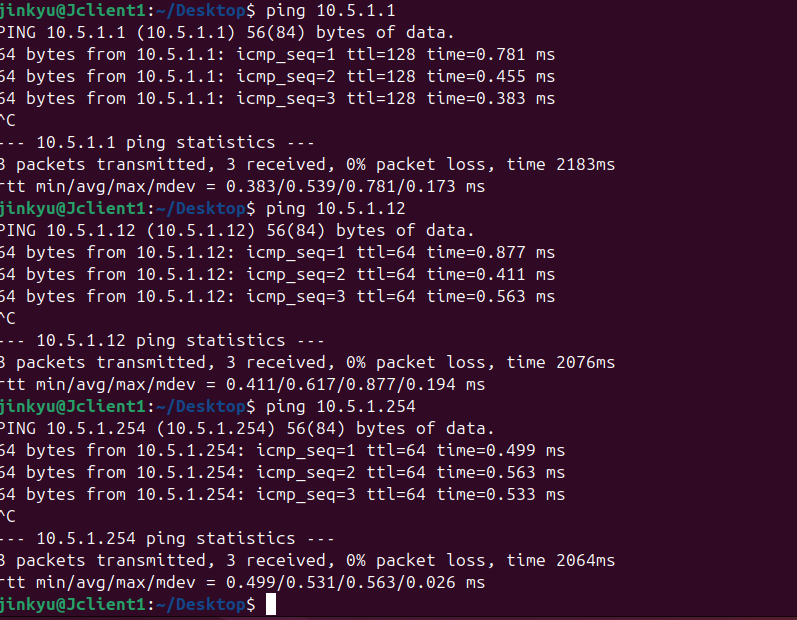 jinkyu@Jclient1:~/Desktop$ ping 10.5.1.1
PING 10.5.1.1 (10.5.1.1) 56(84) bytes of data.
64 bytes from 10.5.1.1: icmp_seq=1 ttl=128 time=0.781 ms
64 bytes from 10.5.1.1: icmp_seq=2 ttl=128 time=0.455 ms
64 bytes from 10.5.1.1: icmp_seq=3 ttl=128 time=0.383 ms
^C
--- 10.5.1.1 ping statistics ---
3 packets transmitted, 3 received, 0% packet loss, time 2183ms
rtt min/avg/max/mdev = 0.383/0.539/0.781/0.173 ms
jinkyu@Jclient1:~/Desktop$ ping 10.5.1.12
PING 10.5.1.12 (10.5.1.12) 56(84) bytes of data.
64 bytes from 10.5.1.12: icmp_seq=1 ttl=64 time=0.877 ms
64 bytes from 10.5.1.12: icmp_seq=2 ttl=64 time=0.411 ms
64 bytes from 10.5.1.12: icmp_seq=3 ttl=64 time=0.563 ms
^C
--- 10.5.1.12 ping statistics ---
3 packets transmitted, 3 received, 0% packet loss, time 2076ms
rtt min/avg/max/mdev = 0.411/0.617/0.877/0.194 ms
jinkyu@Jclient1:~/Desktop$ ping 10.5.1.254
PING 10.5.1.254 (10.5.1.254) 56(84) bytes of data.
64 bytes from 10.5.1.254: icmp_seq=1 ttl=64 time=0.499 ms
64 bytes from 10.5.1.254: icmp_seq=2 ttl=64 time=0.563 ms
64 bytes from 10.5.1.254: icmp_seq=3 ttl=64 time=0.533 ms
^C
--- 10.5.1.254 ping statistics ---
3 packets transmitted, 3 received, 0% packet loss, time 2064ms
rtt min/avg/max/mdev = 0.499/0.531/0.563/0.026 ms
jinkyu@Jclient1:~/Desktop$